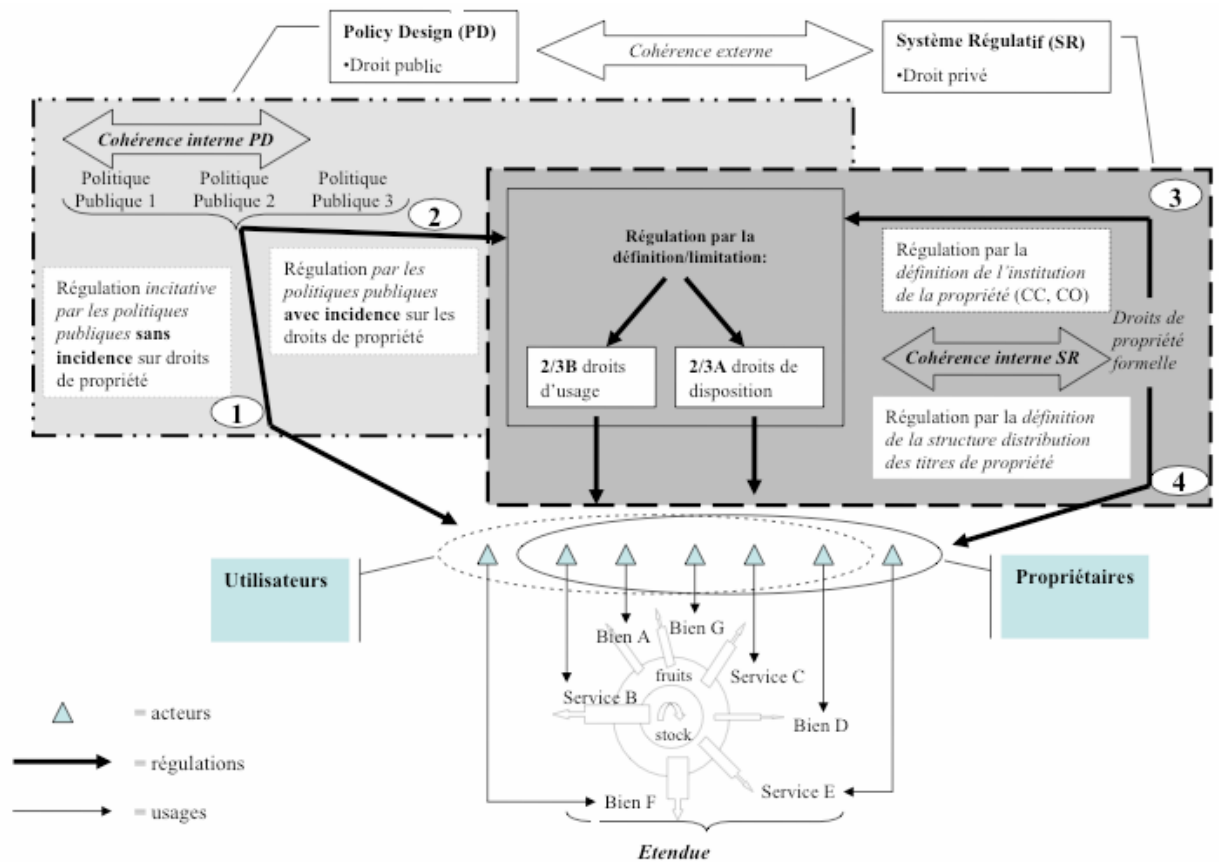 Policy Design (PD)
•Droit public
Cohérence externe
Système Régulatif (SR)
•Droit privé
Cohérence interne PD
Politique
Publique 1
Politique
Publique 2
Politique
Publique 3
2
3
Régulation incitative
par les politiques
publiques sans
incidence sur droits
de propriété
Régulation par les
politiques publiques
avec incidence sur les
droits de propriété
Régulation par la
définition/limitation:
Régulation par la
définition de l'institution
de la propriété (CC, CO)
Droits de
propriété
formelle
2/3B droits
d'usage
2/3A droits de
disposition
Cohérence interne SR
Régulation par la définition
de la structure distribution
des titres de propriété
1
4
Utilisateurs
Propriétaires
Bien A
Bien G
Service B
fruits
Service C
stock
Bien D
Bien F
Service E
Etendue
= acteurs
= régulations
= usages